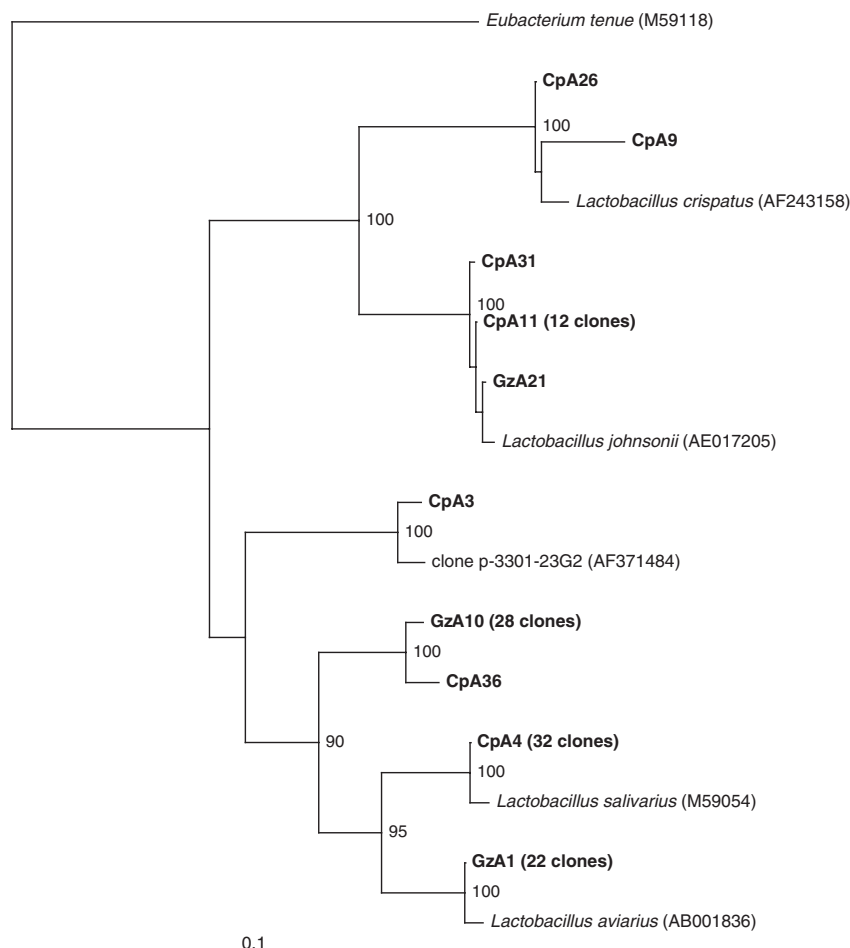 Eubacterium tenue (M59118)
CpA26
100
CpA9
Lactobacillus crispatus (AF243158)
100
CpA31
100
CpA11 (12 clones)
GzA21
Lactobacillus johnsonii (AE017205)
CpA3
100
clone p-3301-23G2 (AF371484)
GzA10 (28 clones)
100
CpA36
90
CpA4 (32 clones)
100
Lactobacillus salivarius (M59054)
95
GzA1 (22 clones)
100
Lactobacillus aviarius (AB001836)
0.1